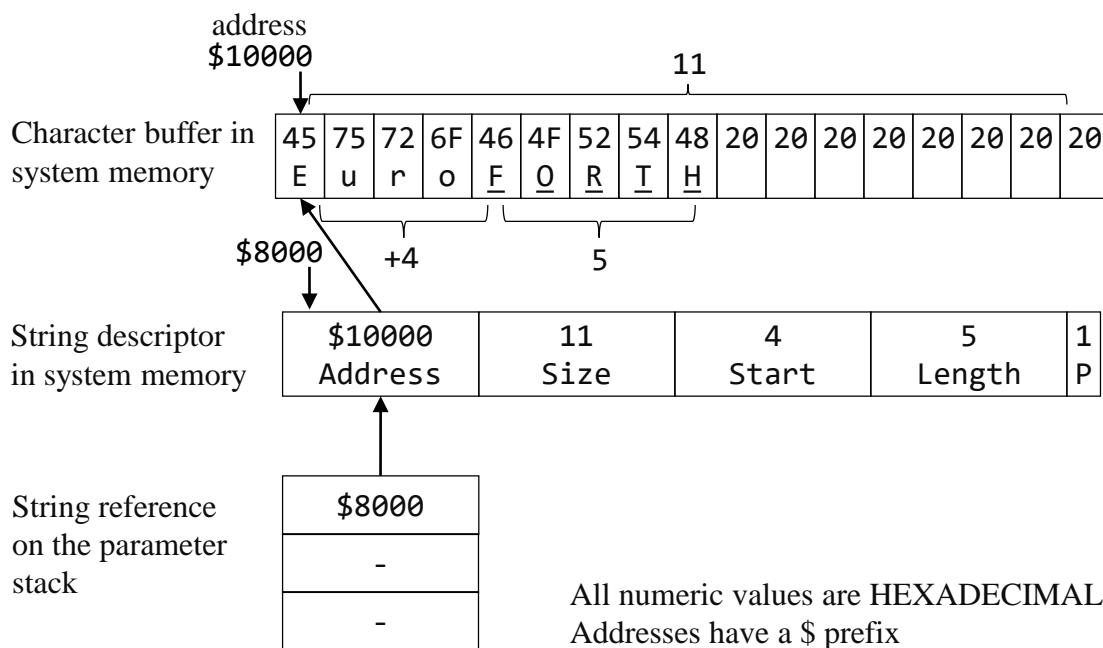 address
$10000
11
Character buffer in
system memory
45 75 72 6F 46 4F 52 54 48 20 20 20 20 20 20 20 20 20
E u r o F O R T H
+4
5
$8000
String descriptor
in system memory
$10000 11 4 5 1
Address Size Start Length P
String reference
on the parameter
stack
$8000
-
-
All numeric values are HEXADECIMAL
Addresses have a $ prefix